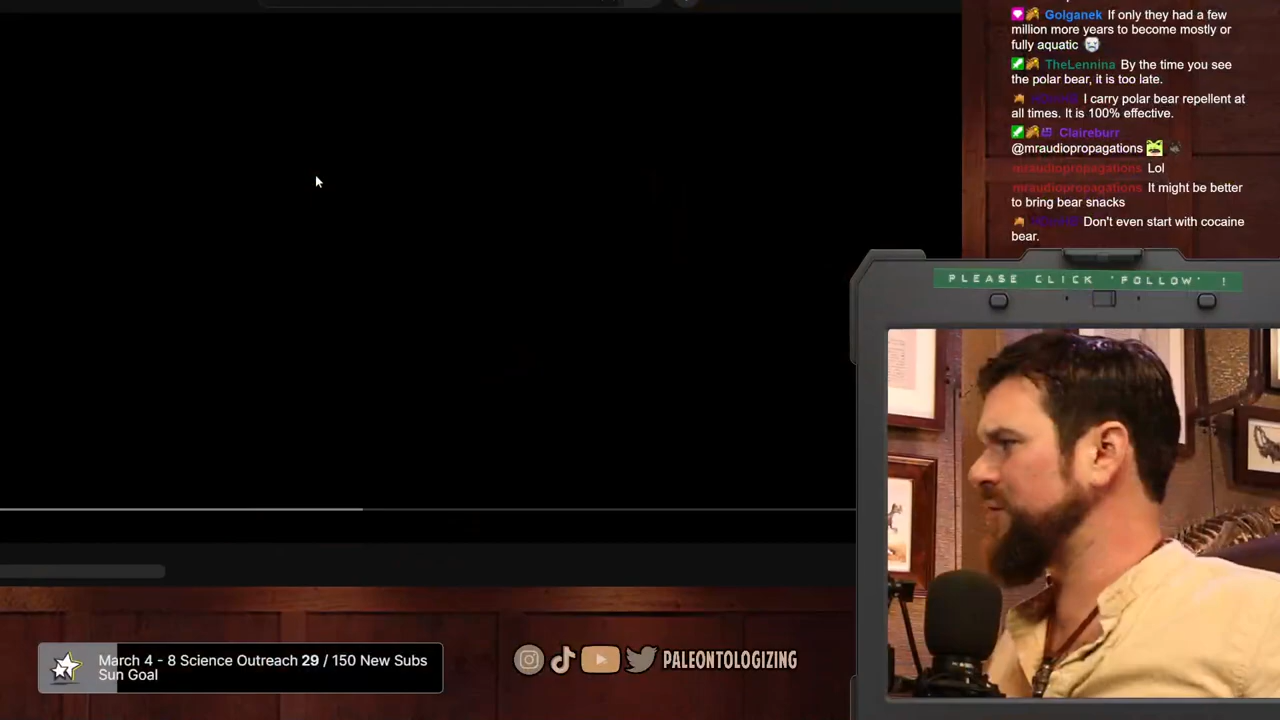 Golganek If only they had a few
million more years to become mostly or
fully aquatic
TheLennina By the time you see
the polar bear, it is too late.
I carry polar bear repellent at
all times. It is 100% effective.
Claireburr
@mraudiopropagations
mraudiopropagations Lol
mraudiopropagations It might be better
to bring bear snacks
Don't even start with cocaine
bear.
PLEASE CLICK 'FOLLOW' !
March 4 - 8 Science Outreach 29 / 150 New Subs
Sun Goal
PALEONTOLOGIZING